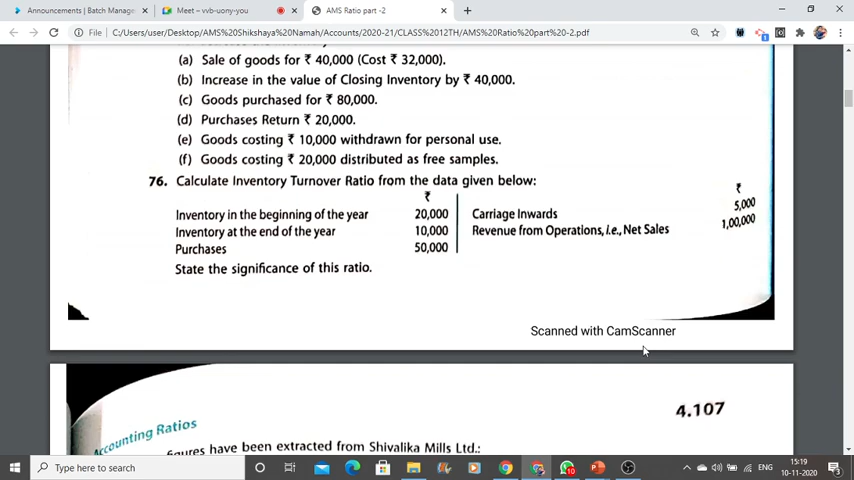 Announcements | Batch Manage
Meet – vvb-uony-you
AMS Ratio part -2
File
C:/Users/user/Desktop/AMS%20Shikshaya%20Namah/Accounts/2020-21/CLASS%2012TH/AMS%20Ratio%20part%20-2.pdf
(a) Sale of goods for ₹ 40,000 (Cost ₹ 32,000).
(b) Increase in the value of Closing Inventory by ₹ 40,000.
(c) Goods purchased for ₹ 80,000.
(d) Purchases Return ₹ 20,000.
(e) Goods costing ₹ 10,000 withdrawn for personal use.
(f) Goods costing ₹ 20,000 distributed as free samples.
76. Calculate Inventory Turnover Ratio from the data given below:
₹ ₹
Inventory in the beginning of the year 20,000 Carriage Inwards 5,000
Inventory at the end of the year 10,000 Revenue from Operations, i.e., Net Sales 1,00,000
Purchases 50,000
State the significance of this ratio.
Scanned with CamScanner
4.107
ccounting Ratios
figures have been extracted from Shivalika Mills Ltd.:
Type here to search
10
ENG
15:19
10-11-2020
3